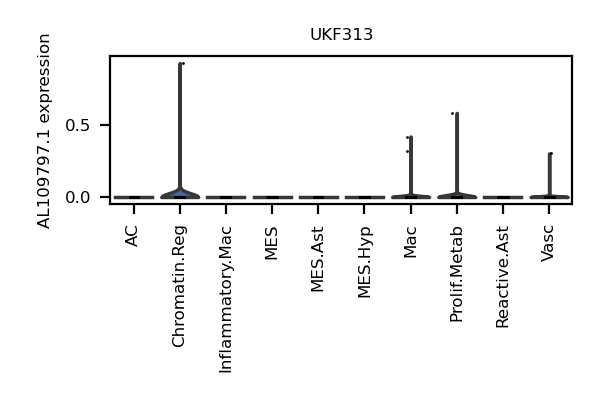 UKF313
AL109797.1 expression
0.5
0.0
AC
Chromatin.Reg
Inflammatory.Mac
MES
MES.Ast
MES.Hyp
Mac
Prolif.Metab
Reactive.Ast
Vasc